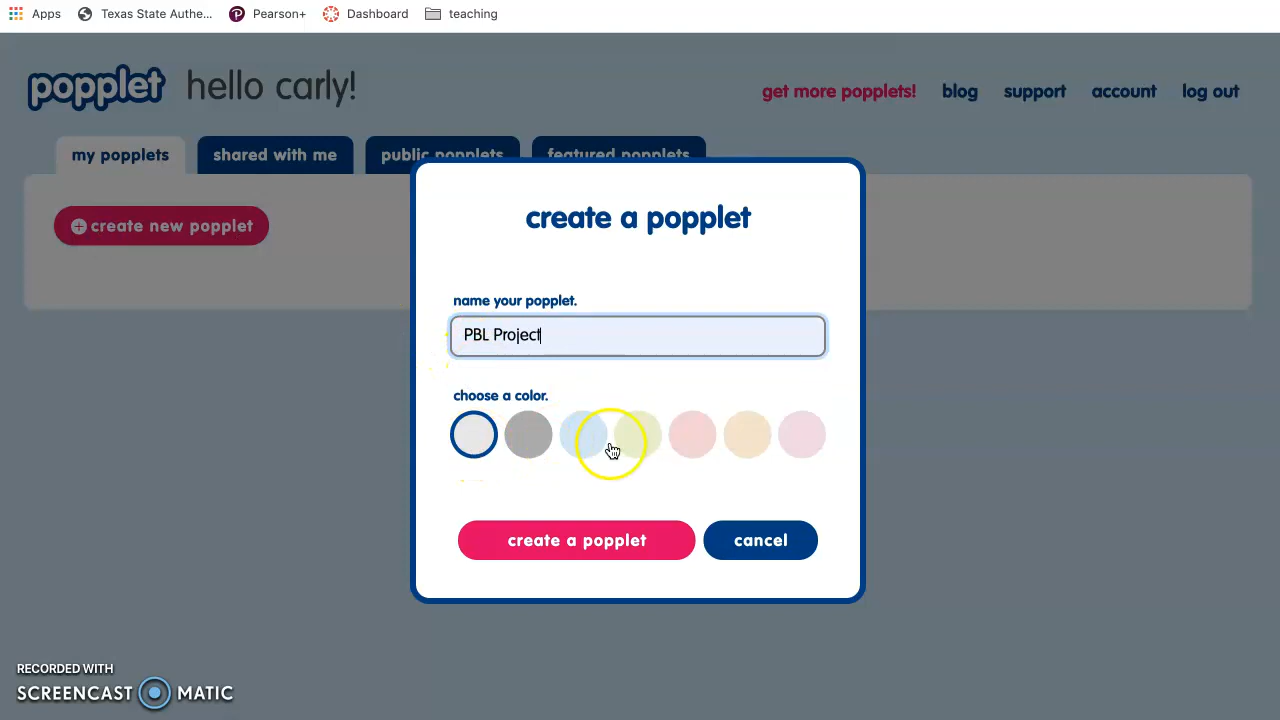 Apps Texas State Authe... Pearson+ Dashboard teaching
popplet hello carly! get more popplets! blog support account log out
my popplets shared with me public popplets featured popplets
create new popplet
create a popplet
name your popplet.
PBL Project
choose a color.
create a popplet cancel
RECORDED WITH
SCREENCAST MATIC